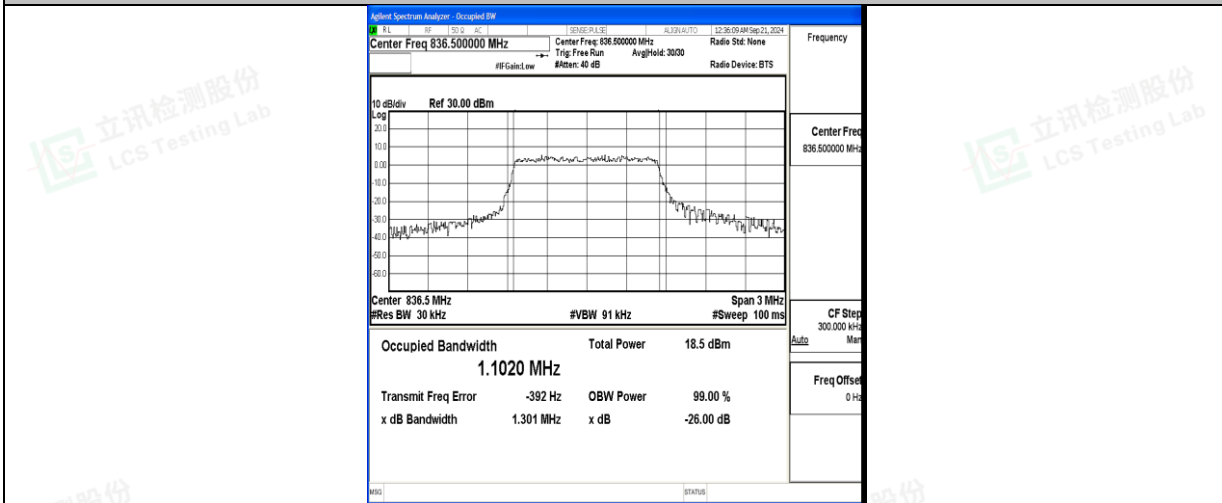 Agilent Spectrum Analyzer - Occupied BW
RL RF 50 Ω AC SENSE:PULSE ALIGN AUTO 12:36:09 AM Sep 21, 2024
Center Freq 836.500000 MHz
Center Freq: 836.500000 MHz
Radio Std: None
Trig: Free Run Avg|Hold: 30/30
#IFGain:Low #Atten: 40 dB Radio Device: BTS
Frequency
10 dB/div Ref 30.00 dBm
Log
20.0
10.0
0.00
-10.0
-20.0
-30.0
-40.0
-50.0
-60.0
Center Freq
836.500000 MHz
Center 836.5 MHz Span 3 MHz
#Res BW 30 kHz #VBW 91 kHz #Sweep 100 ms
CF Step
300.000 kHz
Auto Man
Occupied Bandwidth Total Power 18.5 dBm
1.1020 MHz
Transmit Freq Error -392 Hz OBW Power 99.00 %
x dB Bandwidth 1.301 MHz x dB -26.00 dB
Freq Offset
0 Hz
MSG STATUS
立讯检测股份
LCS Testing Lab
立讯检测股份
LCS Testing Lab